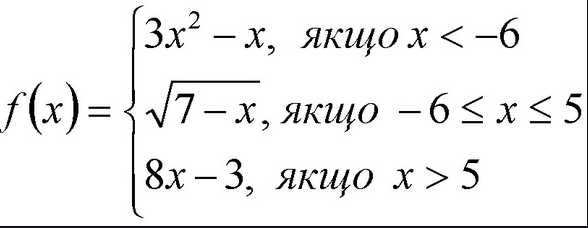 3x² − x, якщо x < −6
f(x) = { √(7 − x), якщо − 6 ≤ x ≤ 5
8x − 3, якщо x > 5